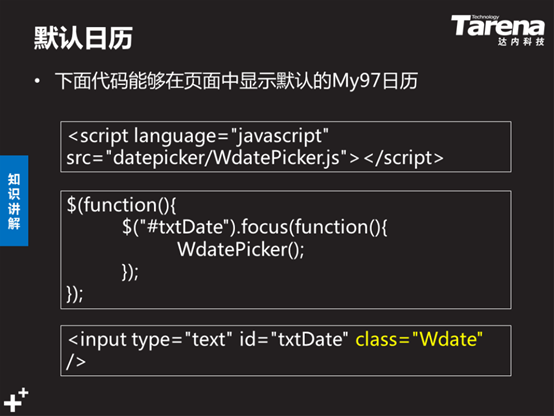 默认日历
Technology
Tarena
达内科技
• 下面代码能够在页面中显示默认的My97日历
<script language="javascript"
src="datepicker/WdatePicker.js"></script>
知识讲解
$(function(){
$("#txtDate").focus(function(){
WdatePicker();
});
});
<input type="text" id="txtDate" class="Wdate"
/>